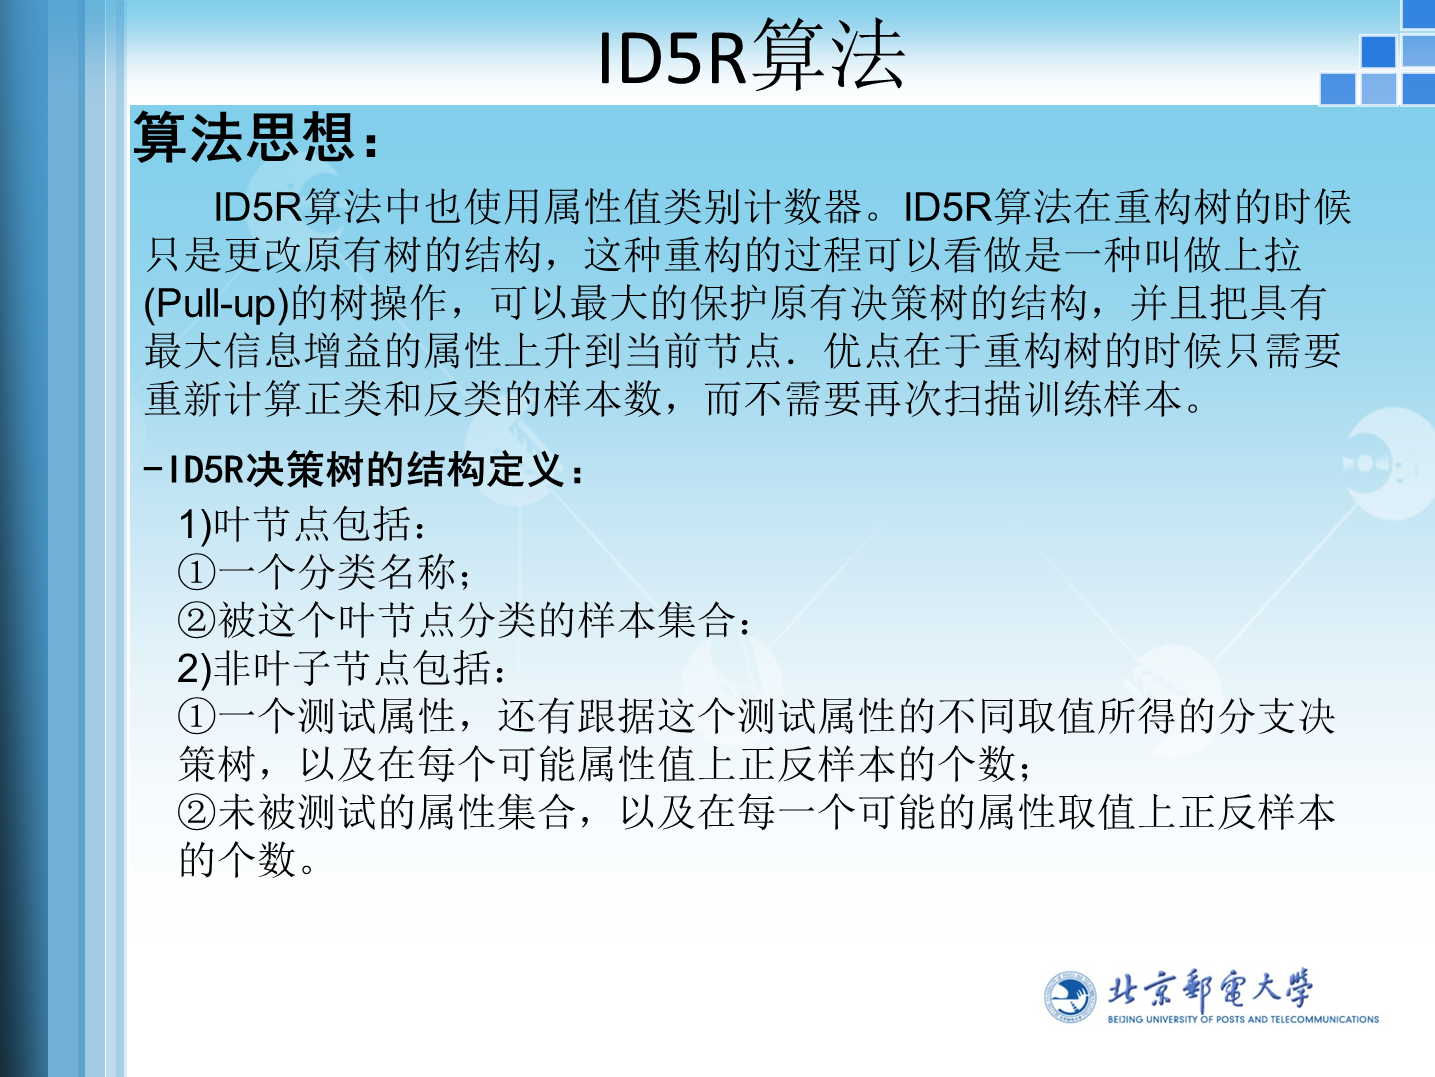 ID5R算法
算法思想：
ID5R算法中也使用属性值类别计数器。ID5R算法在重构树的时候
只是更改原有树的结构，这种重构的过程可以看做是一种叫做上拉
(Pull-up)的树操作，可以最大的保护原有决策树的结构，并且把具有
最大信息增益的属性上升到当前节点．优点在于重构树的时候只需要
重新计算正类和反类的样本数，而不需要再次扫描训练样本。
–ID5R决策树的结构定义：
1)叶节点包括：
①一个分类名称；
②被这个叶节点分类的样本集合：
2)非叶子节点包括：
①一个测试属性，还有跟据这个测试属性的不同取值所得的分支决
策树，以及在每个可能属性值上正反样本的个数；
②未被测试的属性集合，以及在每一个可能的属性取值上正反样本
的个数。
北京郵電大學
BEIJING UNIVERSITY OF POSTS AND TELECOMMUNICATIONS